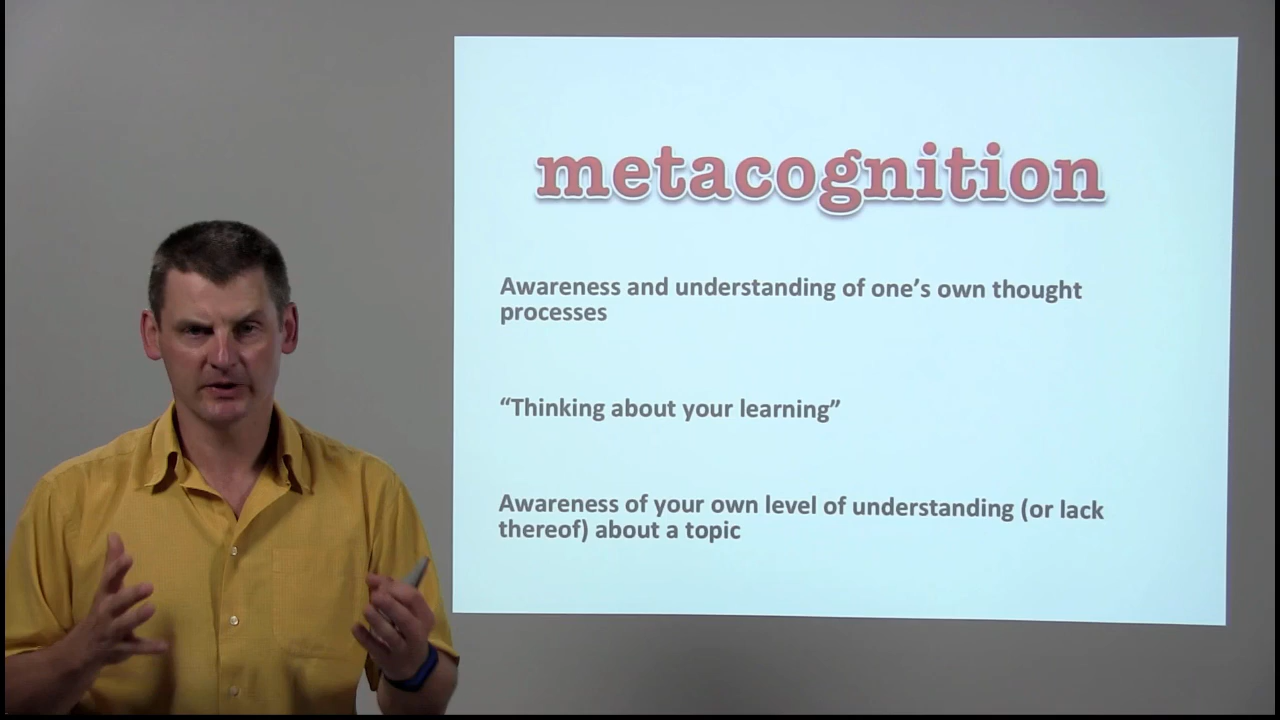 metacognition
Awareness and understanding of one’s own thought
processes
“Thinking about your learning”
Awareness of your own level of understanding (or lack
thereof) about a topic